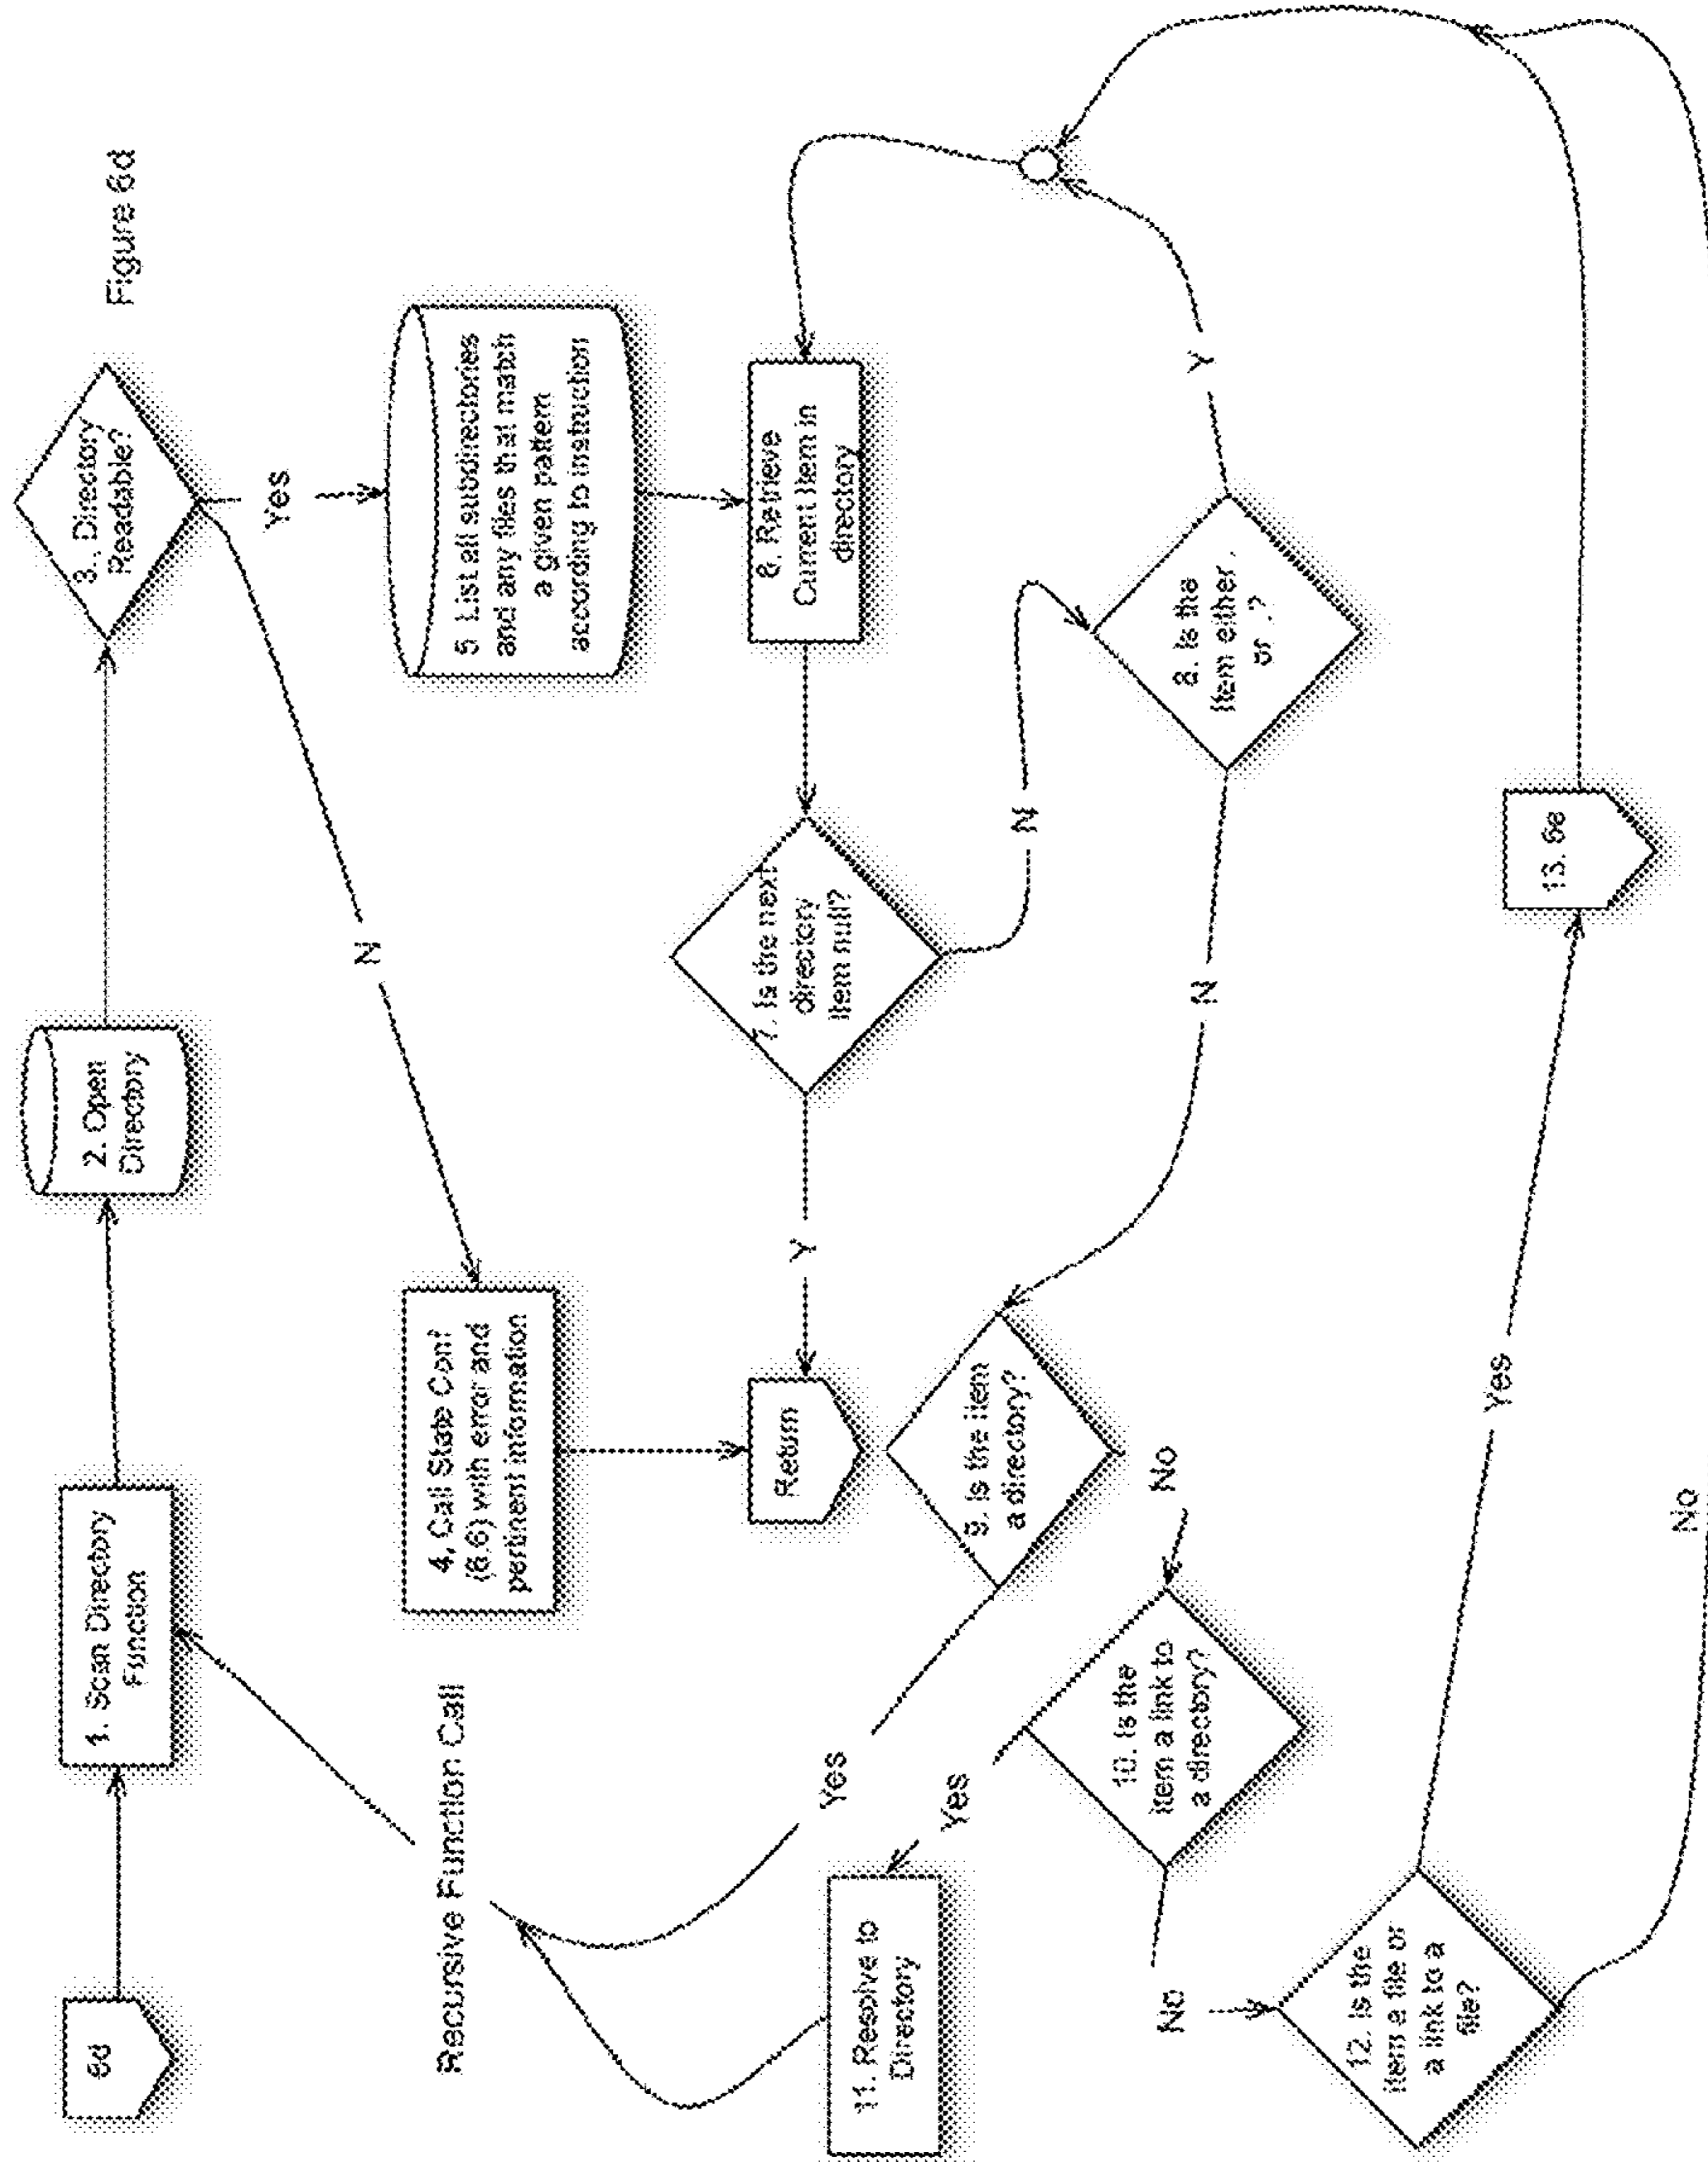 Figure 6d
6d
1. Scan Directory
Function
2. Open
Directory
3. Directory
Readable?
Yes
N
4. Call State Conf
(6.6) with error and
pertinent information
5. List all subdirectories
and any files that match
a given pattern
according to instruction
6. Retrieve
Current Item in
directory
7. Is the next
directory
item null?
Y
N
Return
8. Is the
item either .
or ..?
Y
N
9. Is the item
a directory?
Yes
No
Recursive Function Call
10. Is the
item a link to
a directory?
Yes
No
11. Resolve to
Directory
12. Is the
item a file or
a link to a
file?
Yes
No
13. 6e